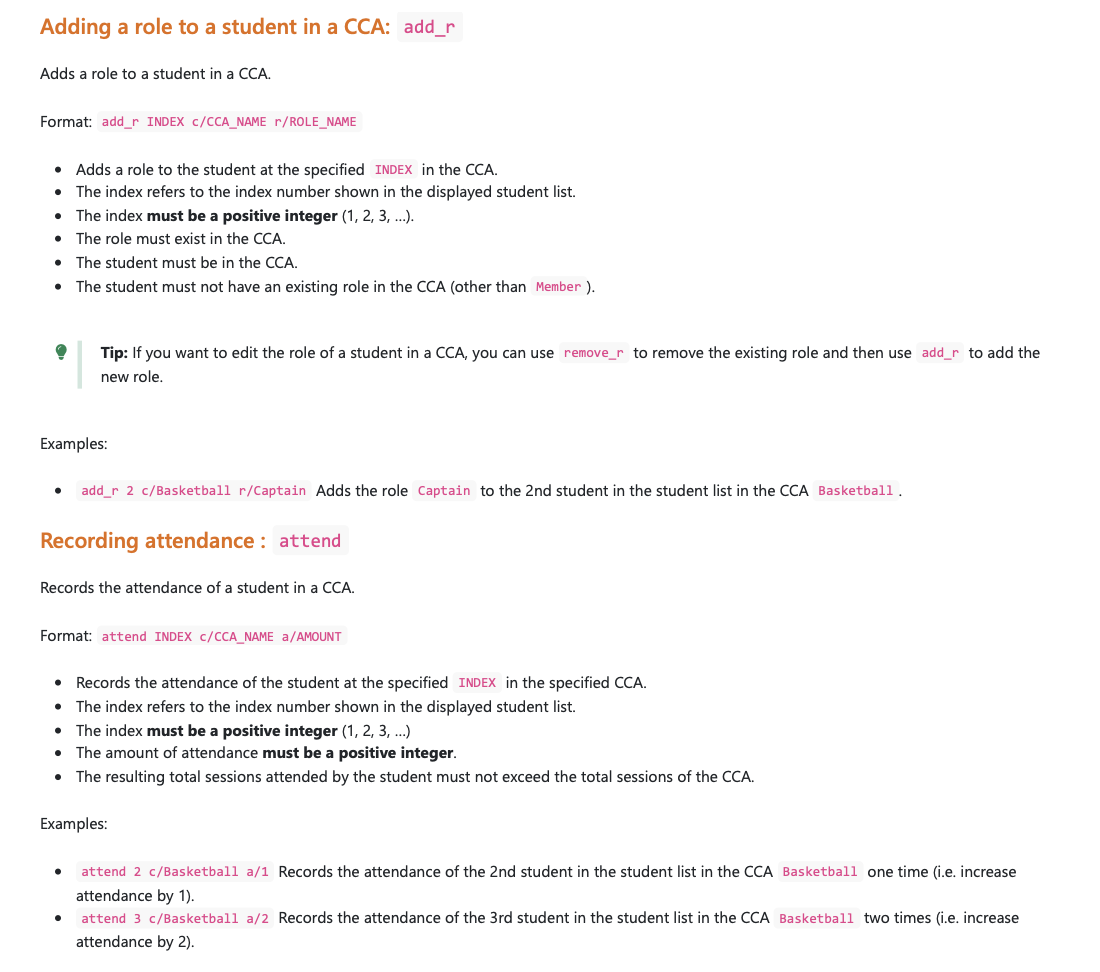 Adding a role to a student in a CCA: add_r
Adds a role to a student in a CCA.
Format: add_r INDEX c/CCA_NAME r/ROLE_NAME
Adds a role to the student at the specified INDEX in the CCA.
The index refers to the index number shown in the displayed student list.
The index must be a positive integer (1, 2, 3, …).
The role must exist in the CCA.
The student must be in the CCA.
The student must not have an existing role in the CCA (other than Member).
Tip: If you want to edit the role of a student in a CCA, you can use remove_r to remove the existing role and then use add_r to add the
new role.
Examples:
add_r 2 c/Basketball r/Captain Adds the role Captain to the 2nd student in the student list in the CCA Basketball.
Recording attendance : attend
Records the attendance of a student in a CCA.
Format: attend INDEX c/CCA_NAME a/AMOUNT
Records the attendance of the student at the specified INDEX in the specified CCA.
The index refers to the index number shown in the displayed student list.
The index must be a positive integer (1, 2, 3, …)
The amount of attendance must be a positive integer.
The resulting total sessions attended by the student must not exceed the total sessions of the CCA.
Examples:
attend 2 c/Basketball a/1 Records the attendance of the 2nd student in the student list in the CCA Basketball one time (i.e. increase
attendance by 1).
attend 3 c/Basketball a/2 Records the attendance of the 3rd student in the student list in the CCA Basketball two times (i.e. increase
attendance by 2).